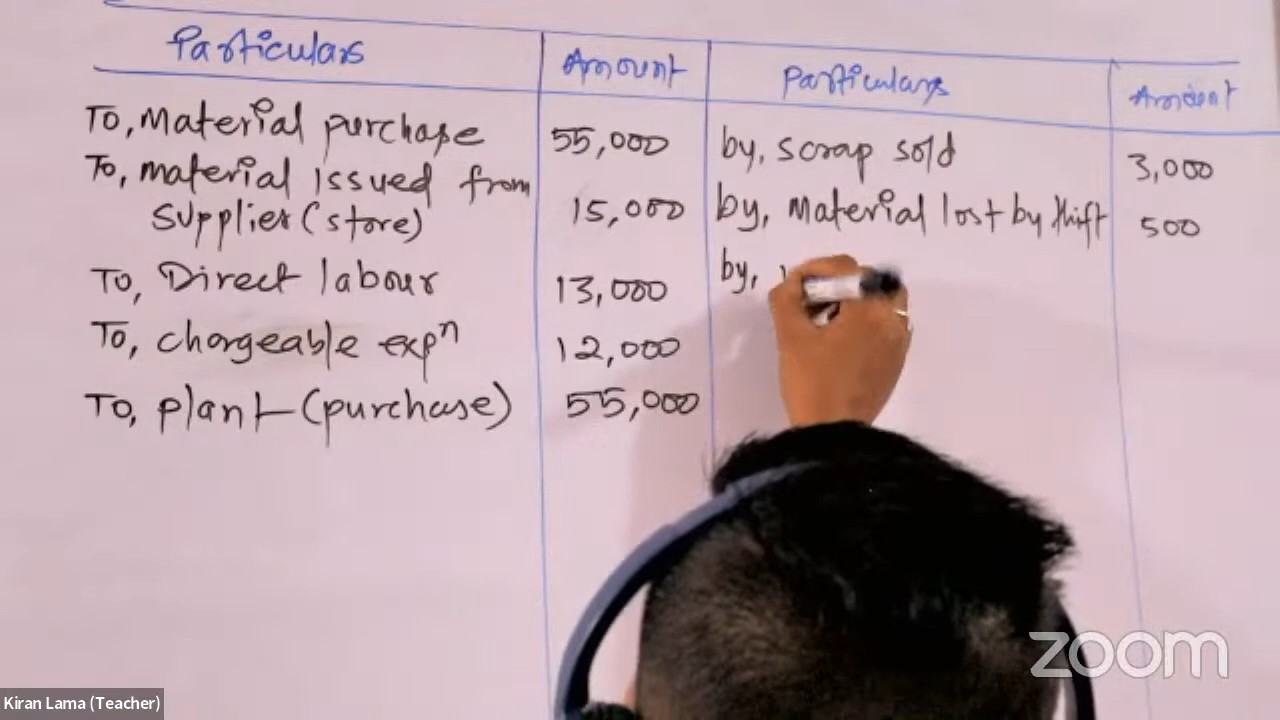 Particulars Amount Particulars Amount
To, Material purchase 55,000 by, scrap sold 3,000
To, material issued from
Supplier (store) 15,000 by, Material lost by thift 500
To, Direct labour 13,000 by,
To, chargeable expⁿ 12,000
To, plant (purchase) 55,000
zoom
Kiran Lama (Teacher)